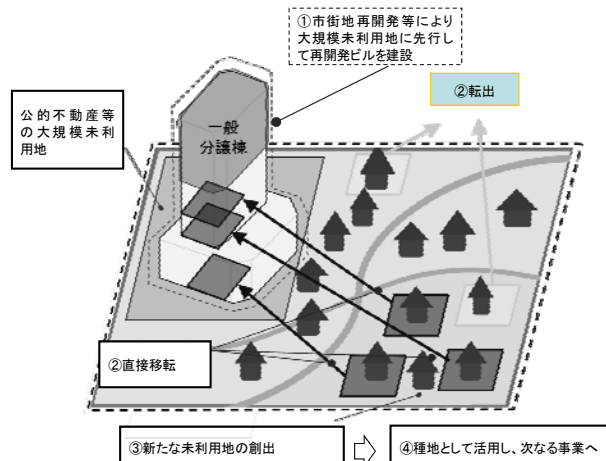 ①市街地再開発等により
大規模未利用地に先行し
て再開発ビルを建設
②転出
公的不動産等
の大規模未利
用地
一般
分譲棟
②直接移転
③新たな未利用地の創出
④種地として活用し、次なる事業へ